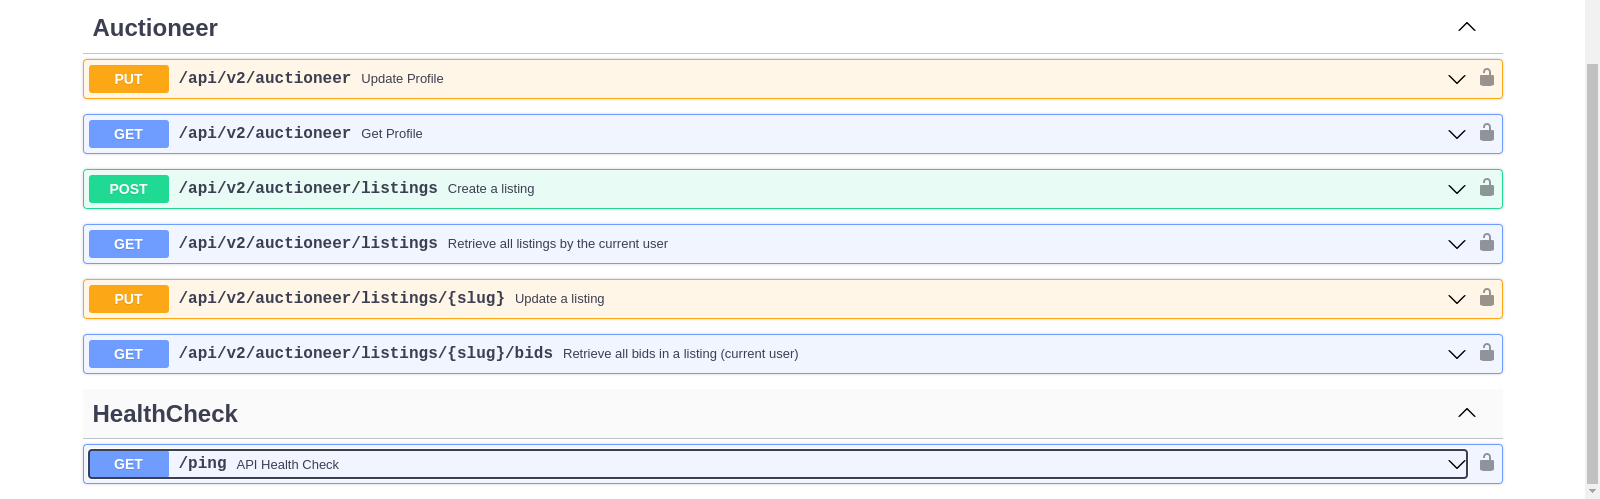 Auctioneer
PUT /api/v2/auctioneer Update Profile
GET /api/v2/auctioneer Get Profile
POST /api/v2/auctioneer/listings Create a listing
GET /api/v2/auctioneer/listings Retrieve all listings by the current user
PUT /api/v2/auctioneer/listings/{slug} Update a listing
GET /api/v2/auctioneer/listings/{slug}/bids Retrieve all bids in a listing (current user)
HealthCheck
GET /ping API Health Check